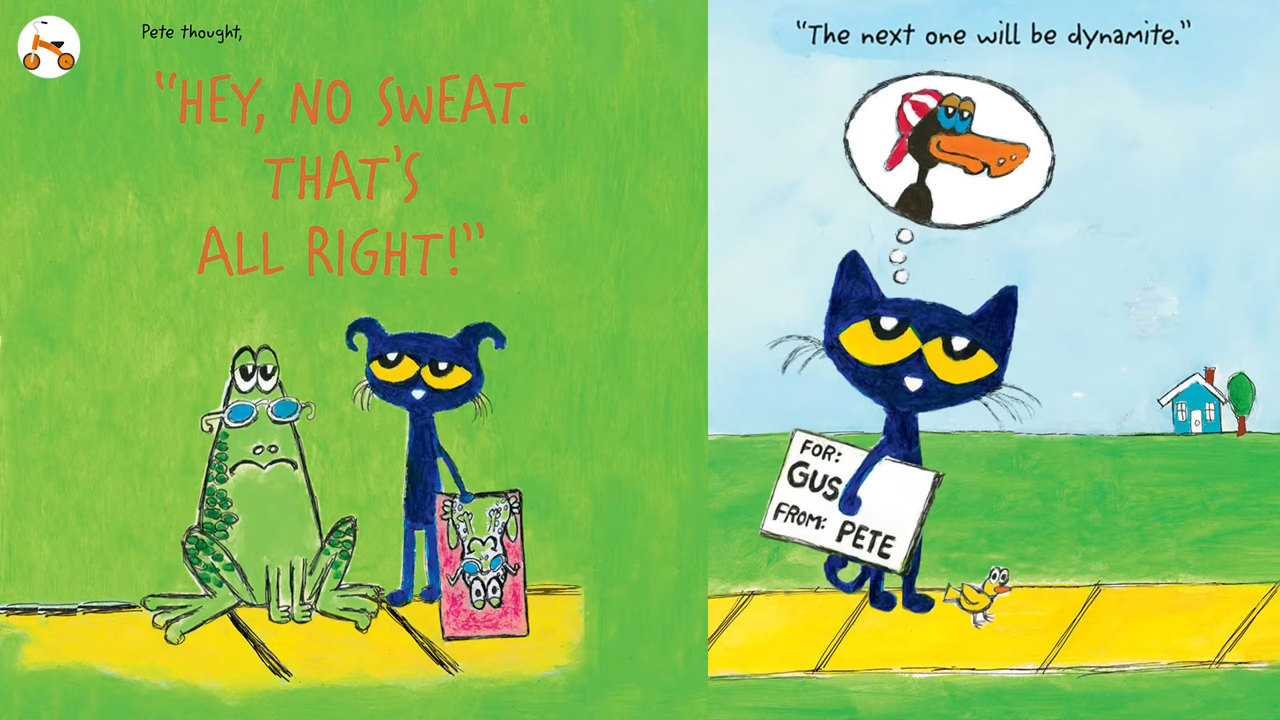 Pete thought,
“HEY, NO SWEAT.
THAT’S
ALL RIGHT!”
“The next one will be dynamite.”
FOR:
GUS
FROM: PETE